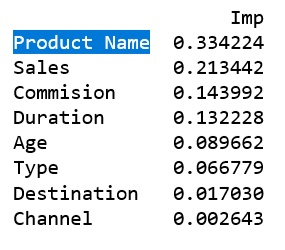 Imp
Product Name 0.334224
Sales 0.213442
Commision 0.143992
Duration 0.132228
Age 0.089662
Type 0.066779
Destination 0.017030
Channel 0.002643